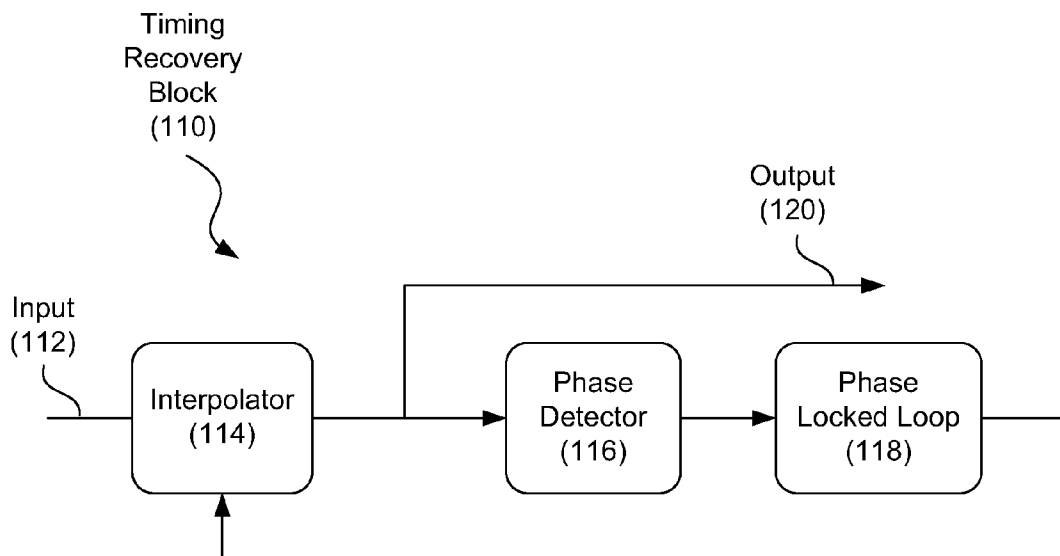 Timing
Recovery
Block
(110)
Output
(120)
Input
(112)
Interpolator
(114)
Phase
Detector
(116)
Phase
Locked Loop
(118)